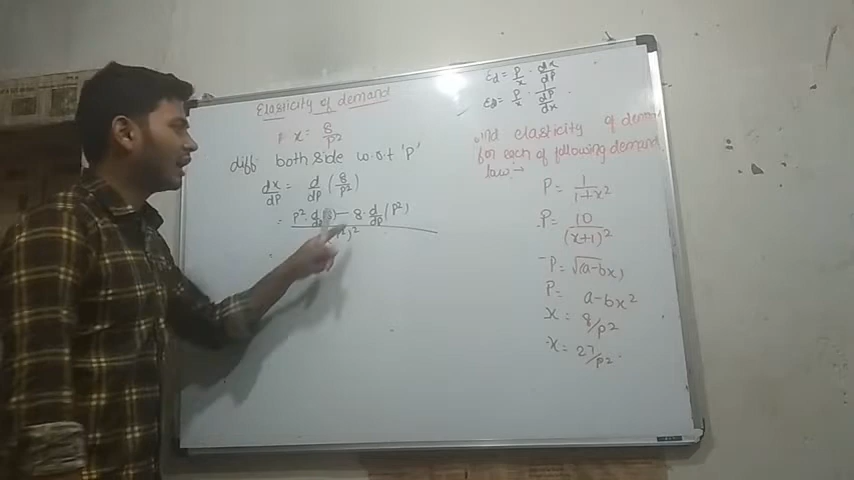 Elasticity of demand
x = 8/p²
diff. both side w.r.t 'p'
dx/dp = d/dp (8/p²)
= p² · d/dp(8) - 8 · d/dp (p²)
(p²)²
Ed = p/x · dx/dp
Ed = p/x · 1/(dp/dx)
elasticity of
for each of following demand
law :→
P = 1/(1+x²)
P = 10/(x+1)²
P = √(a-bx)
P = a-bx²
x = 8/p²
x = 27/p²